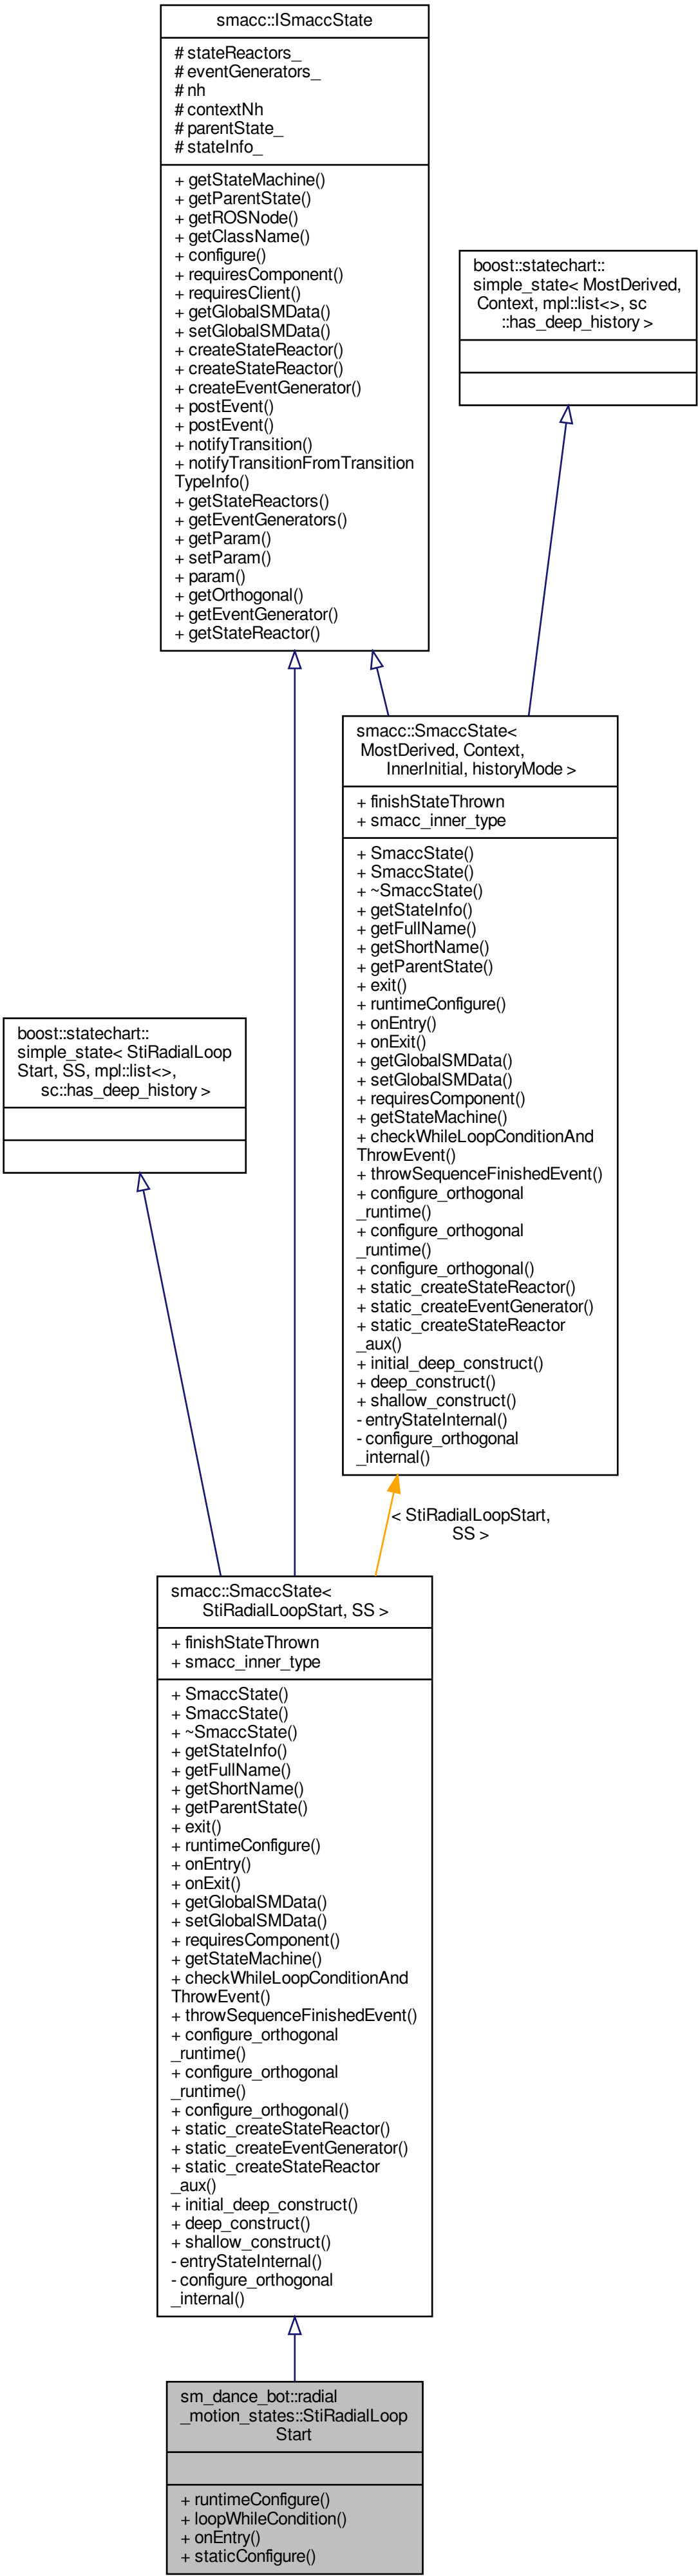 smacc::ISmaccState
# stateReactors_
# eventGenerators_
# nh
# contextNh
# parentState_
# stateInfo_
+ getStateMachine()
+ getParentState()
+ getROSNode()
+ getClassName()
+ configure()
+ requiresComponent()
+ requiresClient()
+ getGlobalSMData()
+ setGlobalSMData()
+ createStateReactor()
+ createStateReactor()
+ createEventGenerator()
+ postEvent()
+ postEvent()
+ notifyTransition()
+ notifyTransitionFromTransition
TypeInfo()
+ getStateReactors()
+ getEventGenerators()
+ getParam()
+ setParam()
+ param()
+ getOrthogonal()
+ getEventGenerator()
+ getStateReactor()
boost::statechart::
simple_state< MostDerived,
Context, mpl::list<>, sc
::has_deep_history >
smacc::SmaccState<
MostDerived, Context,
InnerInitial, historyMode >
+ finishStateThrown
+ smacc_inner_type
+ SmaccState()
+ SmaccState()
+ ~SmaccState()
+ getStateInfo()
+ getFullName()
+ getShortName()
+ getParentState()
+ exit()
+ runtimeConfigure()
+ onEntry()
+ onExit()
+ getGlobalSMData()
+ setGlobalSMData()
+ requiresComponent()
+ getStateMachine()
+ checkWhileLoopConditionAnd
ThrowEvent()
+ throwSequenceFinishedEvent()
+ configure_orthogonal
_runtime()
+ configure_orthogonal
_runtime()
+ configure_orthogonal()
+ static_createStateReactor()
+ static_createEventGenerator()
+ static_createStateReactor
_aux()
+ initial_deep_construct()
+ deep_construct()
+ shallow_construct()
- entryStateInternal()
- configure_orthogonal
_internal()
boost::statechart::
simple_state< StiRadialLoop
Start, SS, mpl::list<>,
sc::has_deep_history >
< StiRadialLoopStart,
SS >
smacc::SmaccState<
StiRadialLoopStart, SS >
+ finishStateThrown
+ smacc_inner_type
+ SmaccState()
+ SmaccState()
+ ~SmaccState()
+ getStateInfo()
+ getFullName()
+ getShortName()
+ getParentState()
+ exit()
+ runtimeConfigure()
+ onEntry()
+ onExit()
+ getGlobalSMData()
+ setGlobalSMData()
+ requiresComponent()
+ getStateMachine()
+ checkWhileLoopConditionAnd
ThrowEvent()
+ throwSequenceFinishedEvent()
+ configure_orthogonal
_runtime()
+ configure_orthogonal
_runtime()
+ configure_orthogonal()
+ static_createStateReactor()
+ static_createEventGenerator()
+ static_createStateReactor
_aux()
+ initial_deep_construct()
+ deep_construct()
+ shallow_construct()
- entryStateInternal()
- configure_orthogonal
_internal()
sm_dance_bot::radial
_motion_states::StiRadialLoop
Start
+ runtimeConfigure()
+ loopWhileCondition()
+ onEntry()
+ staticConfigure()